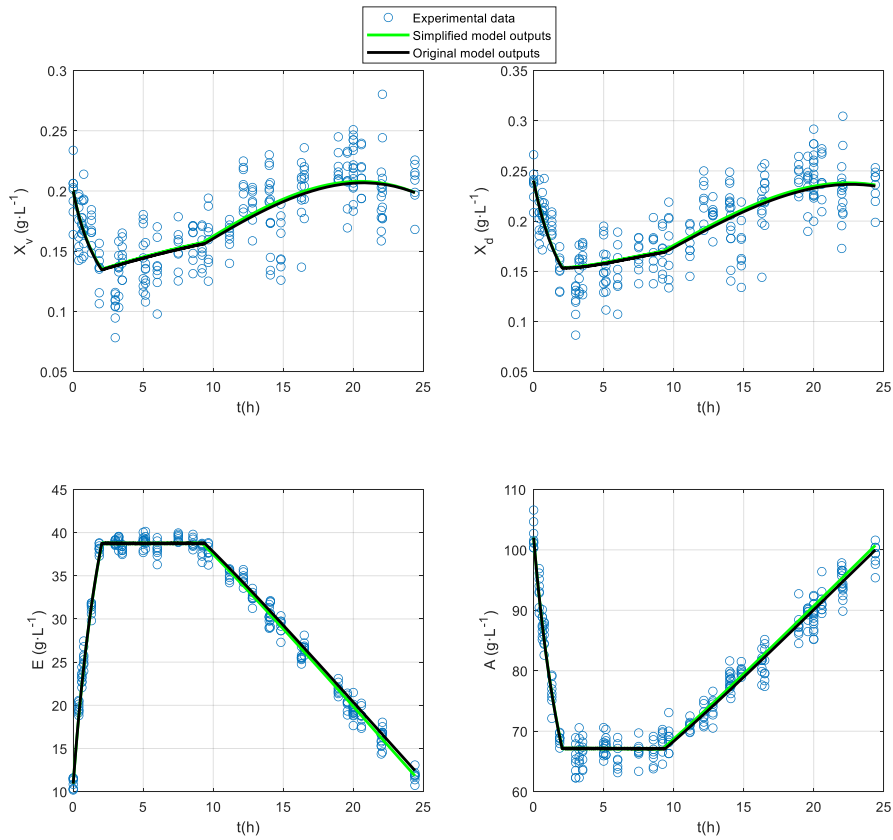 Experimental data
Simplified model outputs
Original model outputs
0.3
0.25
0.2
0.15
0.1
0.05
X_v (g·L⁻¹)
0 5 10 15 20 25
t(h)
0.35
0.3
0.25
0.2
0.15
0.1
0.05
X_d (g·L⁻¹)
0 5 10 15 20 25
t(h)
45
40
35
30
25
20
15
10
E (g·L⁻¹)
0 5 10 15 20 25
t(h)
110
100
90
80
70
60
A (g·L⁻¹)
0 5 10 15 20 25
t(h)